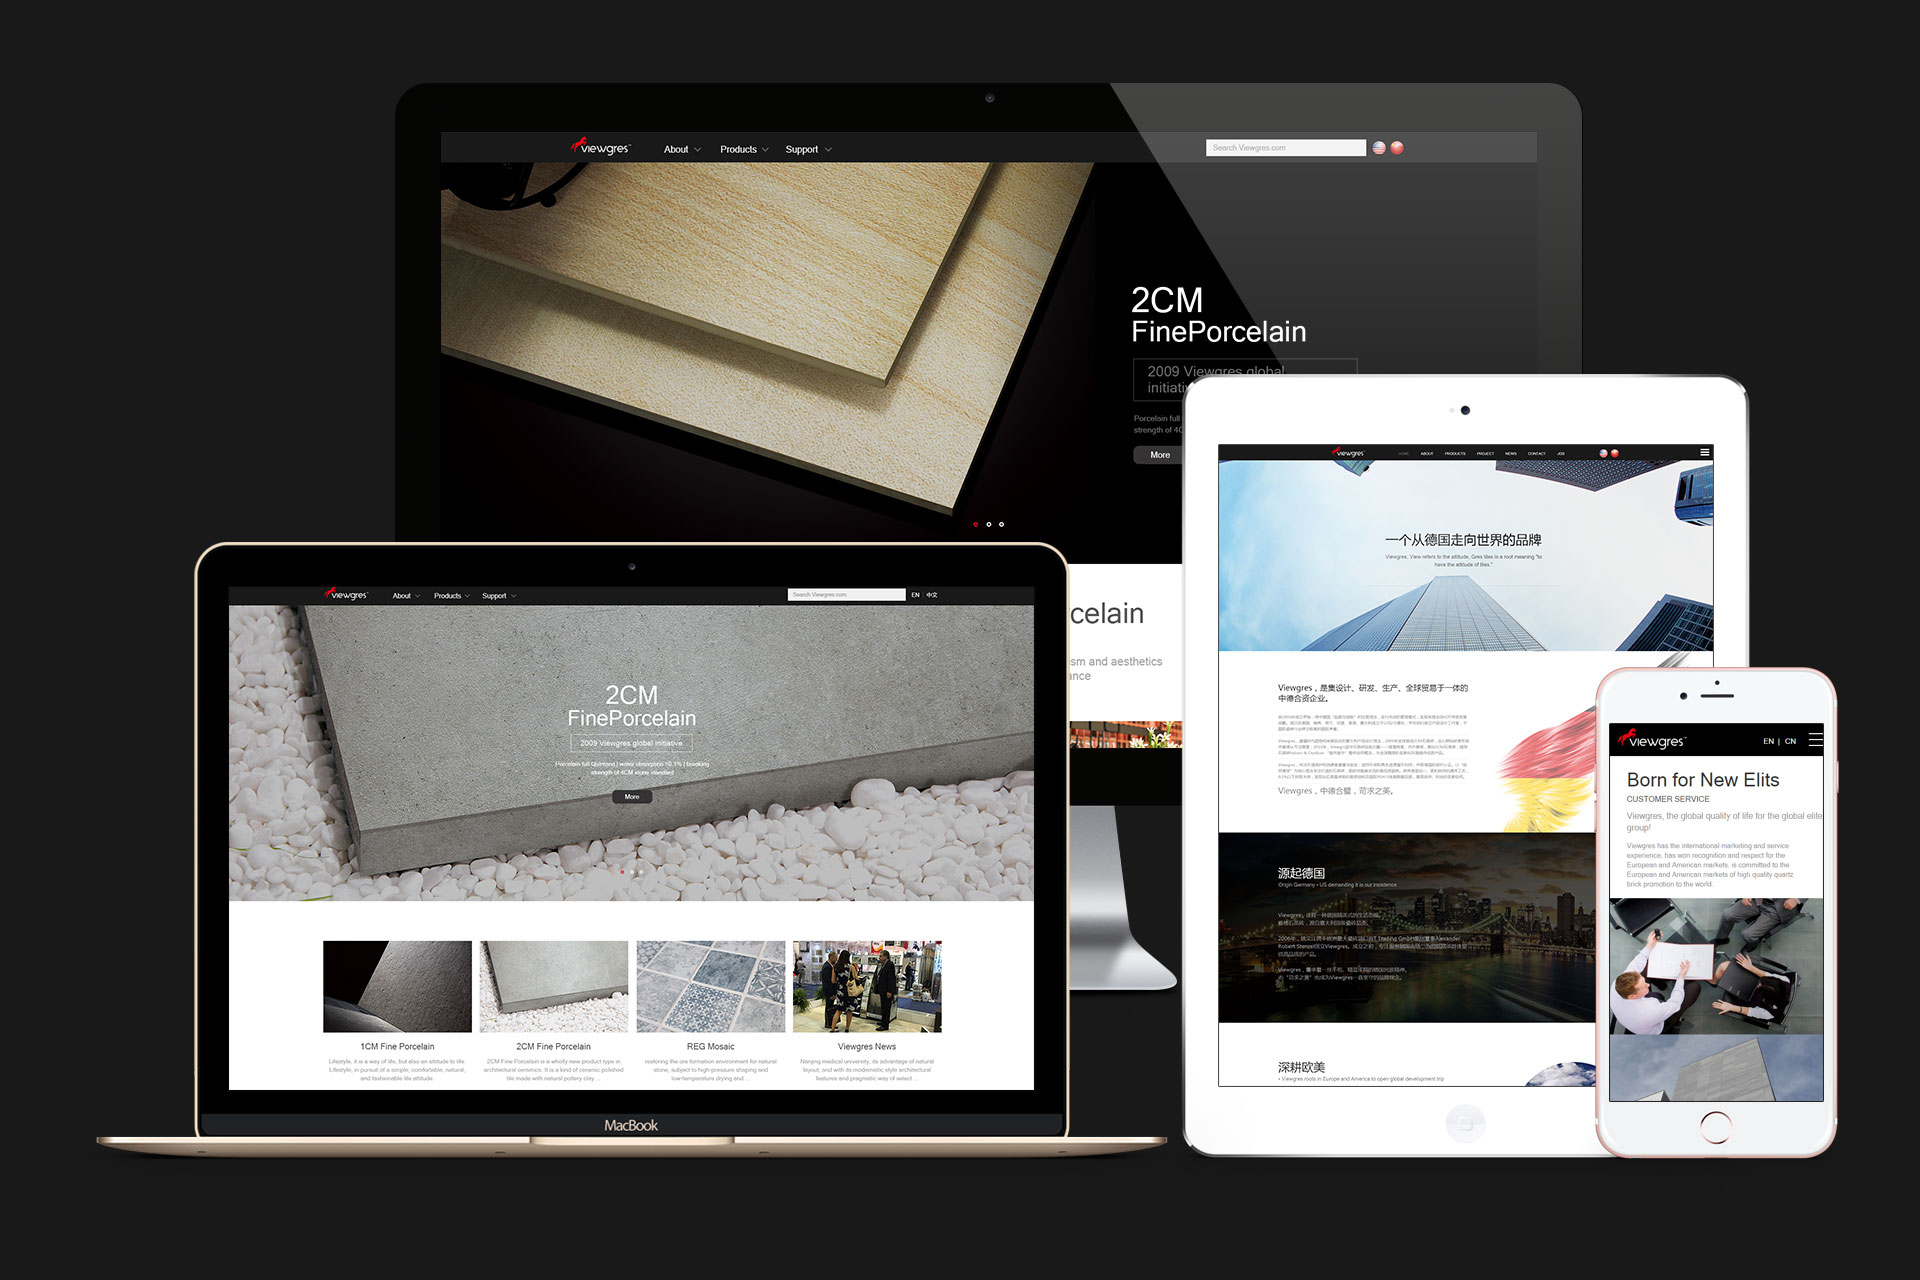 viewgres
About
Products
Support
Search Viewgres.com
2CM
FinePorcelain
2009 Viewgres global
initiativ
Porcelain full
strength of 4C
More
celain
sm and aesthetics
ance
viewgres
About
Products
Support
Search Viewgres.com
EN
中文
2CM
FinePorcelain
2009 Viewgres global initiative
Porcelain full Quintana | water absorption <0.1% | breaking
strength of 4CM stone standard
More
1CM Fine Porcelain
Lifestyle, it is a way of life, but also an attitude to life.
Lifestyle, in pursuit of a simple, comfortable, natural,
and fashionable life attitude.
2CM Fine Porcelain
2CM Fine Porcelain is a wholly new product type in
architectural ceramics. It is a kind of ceramic polished
tile made with natural pottery clay ...
REG Mosaic
restoring the ore formation environment for natural
stone, subject to high-pressure shaping and
low-temperature drying and ...
Viewgres News
Nanjing medical university, its advantage of natural
layout, and with its modernistic style architectural
features and pragmatic way of select ...
MacBook
viewgres
HOME
ABOUT
PRODUCTS
PROJECT
NEWS
CONTACT
JOB
一个从德国走向世界的品牌
Viewgres, View refers to the attitude, Gres tiles is a root meaning "to
have the attitude of tiles."
Viewgres，是集设计、研发、生产、全球贸易于一体的
中德合资企业。
Viewgres，中德合璧，苛求之英。
源起德国
Origin Germany • US demanding it is our insistence
深耕欧美
• Viewgres roots in Europe and America to open global development trip
viewgres
EN | CN
Born for New Elits
CUSTOMER SERVICE
Viewgres, the global quality of life for the global elite
group!
Viewgres has the international marketing and service
experience, has won recognition and respect for the
European and American markets, is committed to the
European and American markets of high quality quartz
brick promotion to the world.